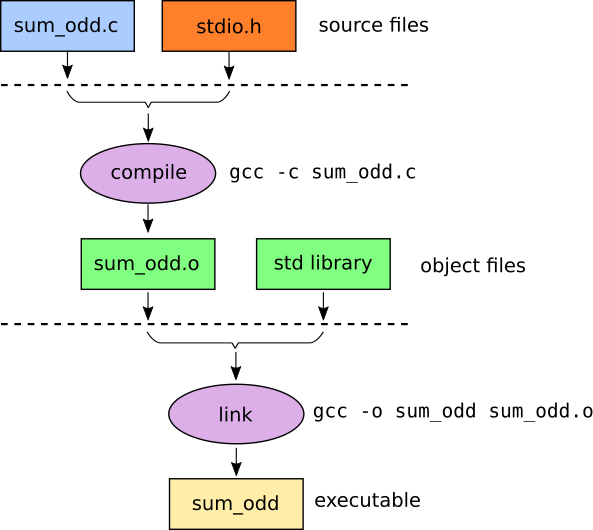 sum_odd.c
stdio.h
source files
compile
gcc -c sum_odd.c
sum_odd.o
std library
object files
link
gcc -o sum_odd sum_odd.o
sum_odd
executable